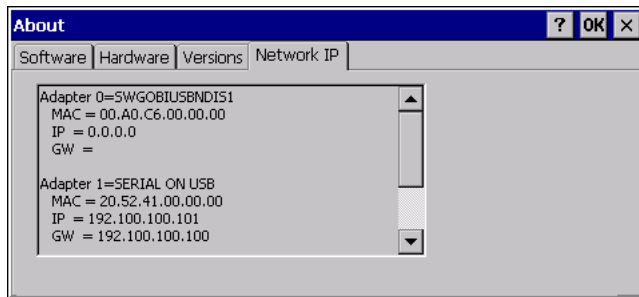 About ? OK ×
Software Hardware Versions Network IP
Adapter 0=SWGOBIUSBNDIS1
MAC = 00.A0.C6.00.00.00
IP = 0.0.0.0
GW =
Adapter 1=SERIAL ON USB
MAC = 20.52.41.00.00.00
IP = 192.100.100.101
GW = 192.100.100.100